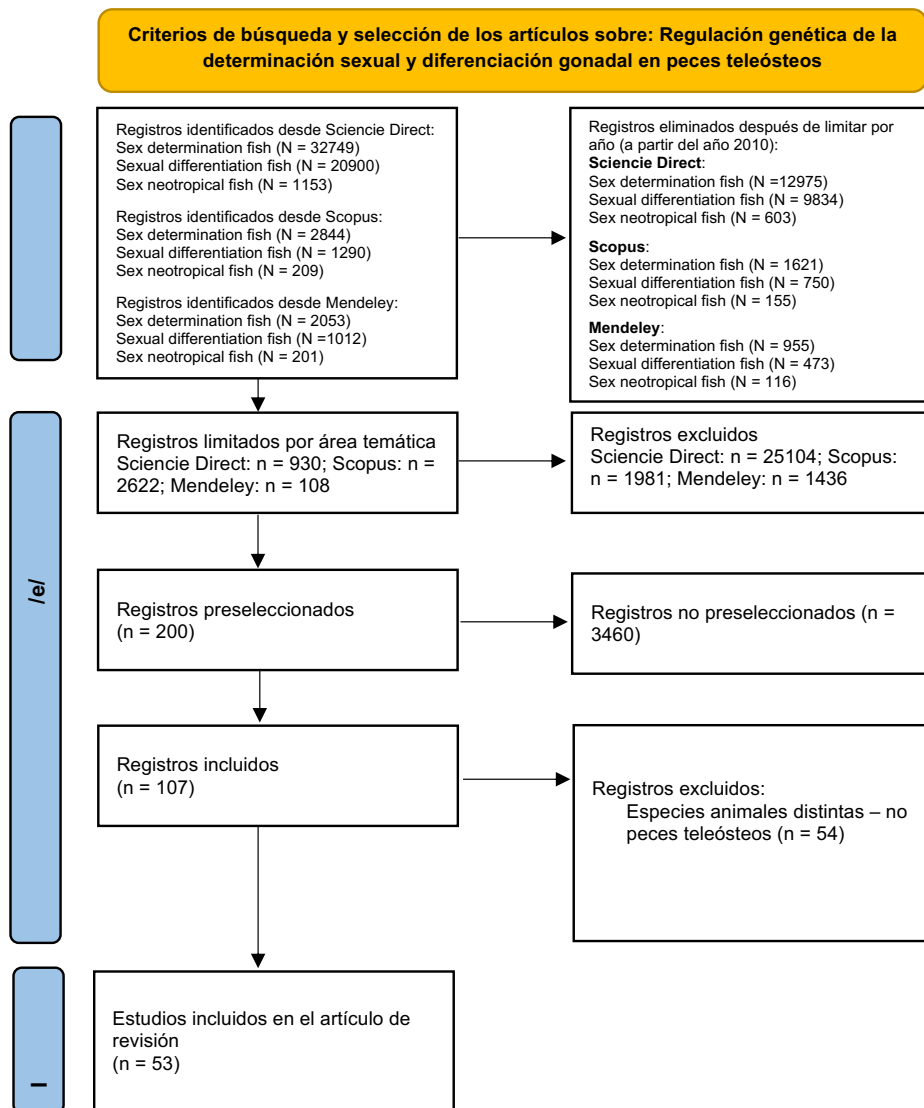 Criterios de búsqueda y selección de los artículos sobre: Regulación genética de la
determinación sexual y diferenciación gonadal en peces teleósteos
Registros identificados desde Sciencie Direct:
Sex determination fish (N = 32749)
Sexual differentiation fish (N = 20900)
Sex neotropical fish (N = 1153)
Registros identificados desde Scopus:
Sex determination fish (N = 2844)
Sexual differentiation fish (N = 1290)
Sex neotropical fish (N = 209)
Registros identificados desde Mendeley:
Sex determination fish (N = 2053)
Sexual differentiation fish (N =1012)
Sex neotropical fish (N = 201)
Registros eliminados después de limitar por
año (a partir del año 2010):
Sciencie Direct:
Sex determination fish (N =12975)
Sexual differentiation fish (N = 9834)
Sex neotropical fish (N = 603)
Scopus:
Sex determination fish (N = 1621)
Sexual differentiation fish (N = 750)
Sex neotropical fish (N = 155)
Mendeley:
Sex determination fish (N = 955)
Sexual differentiation fish (N = 473)
Sex neotropical fish (N = 116)
Registros limitados por área temática
Sciencie Direct: n = 930; Scopus: n =
2622; Mendeley: n = 108
Registros excluidos
Sciencie Direct: n = 25104; Scopus:
n = 1981; Mendeley: n = 1436
/e/
Registros preseleccionados
(n = 200)
Registros no preseleccionados (n =
3460)
Registros incluidos
(n = 107)
Registros excluidos:
Especies animales distintas – no
peces teleósteos (n = 54)
Estudios incluidos en el artículo de
revisión
(n = 53)
I